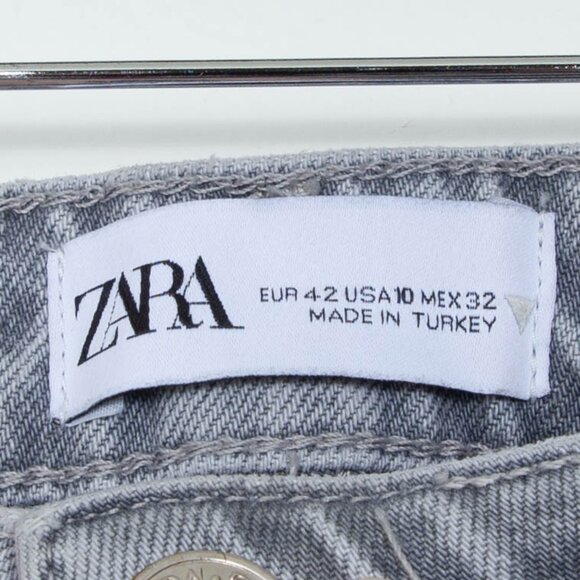 ZARA
EUR 42 USA 10 MEX 32
MADE IN TURKEY